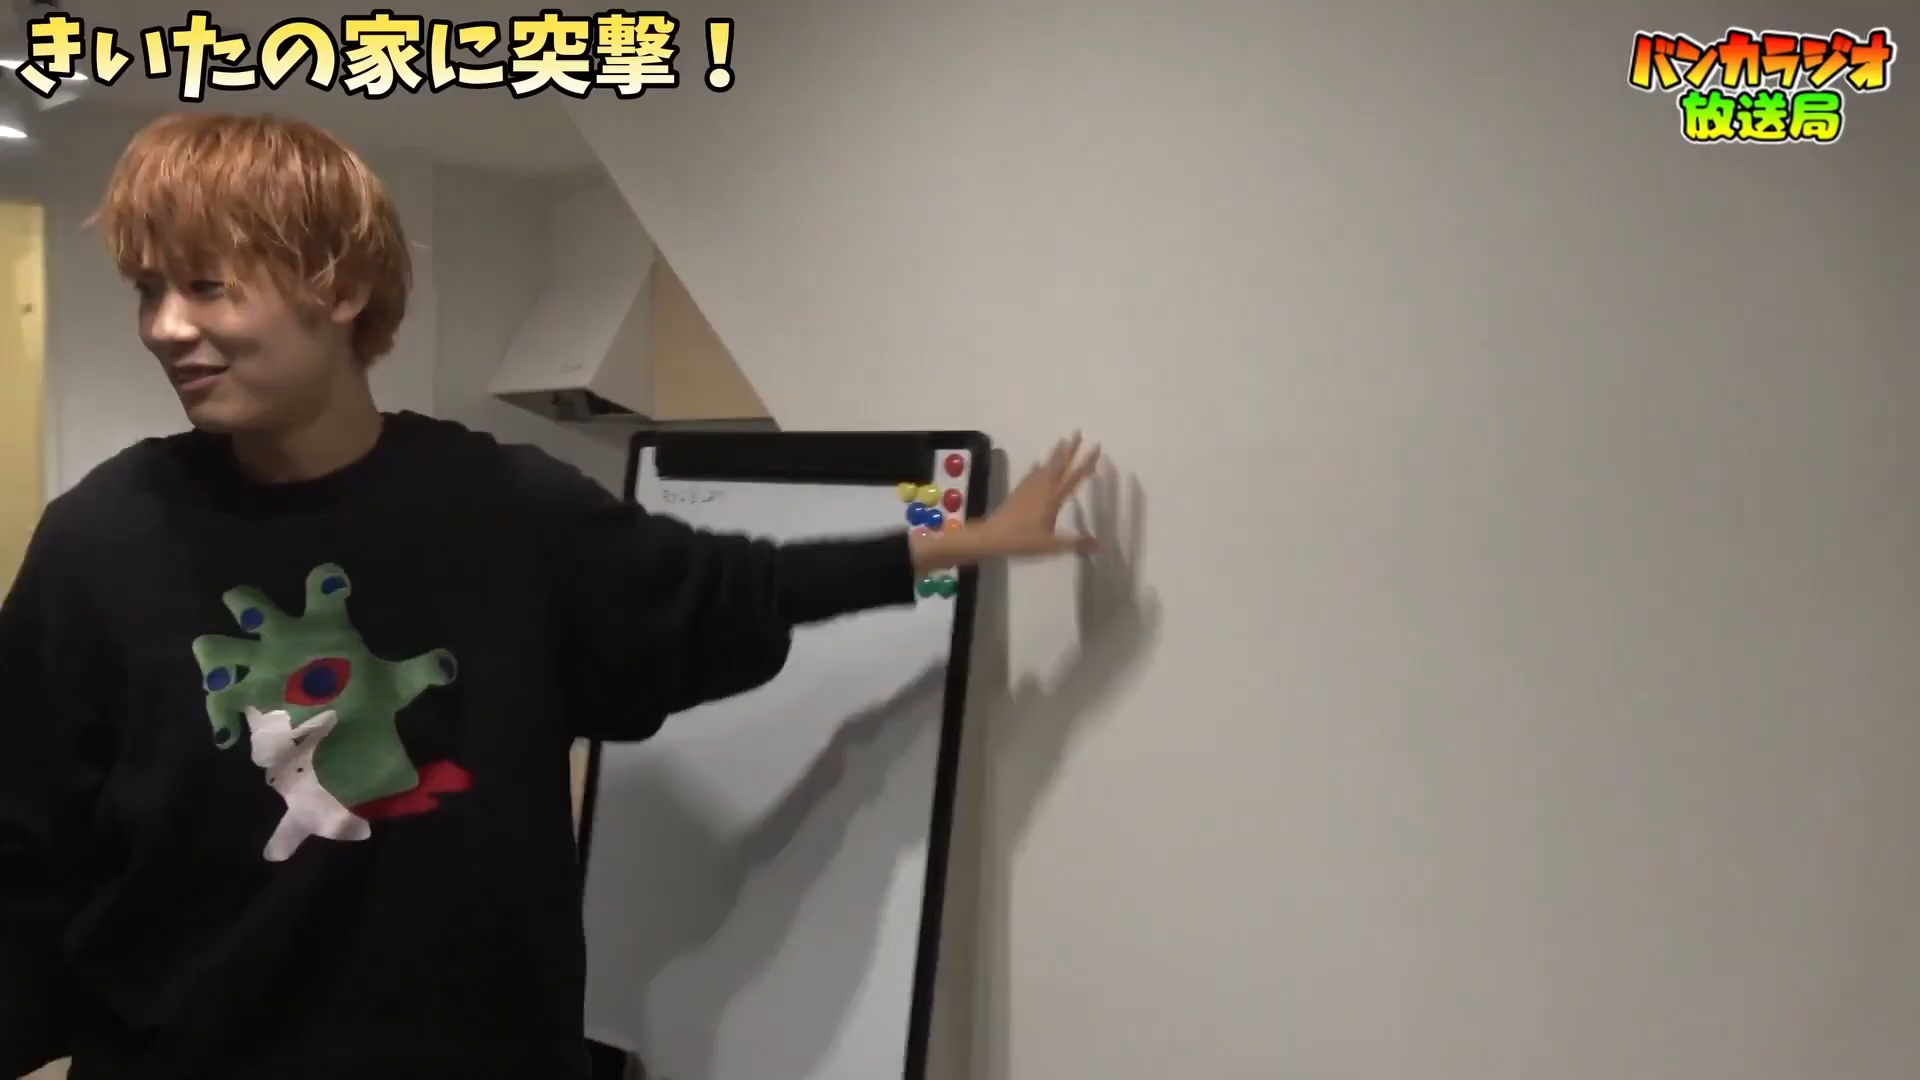 きいたの家に突撃！
バンカラジオ
放送局